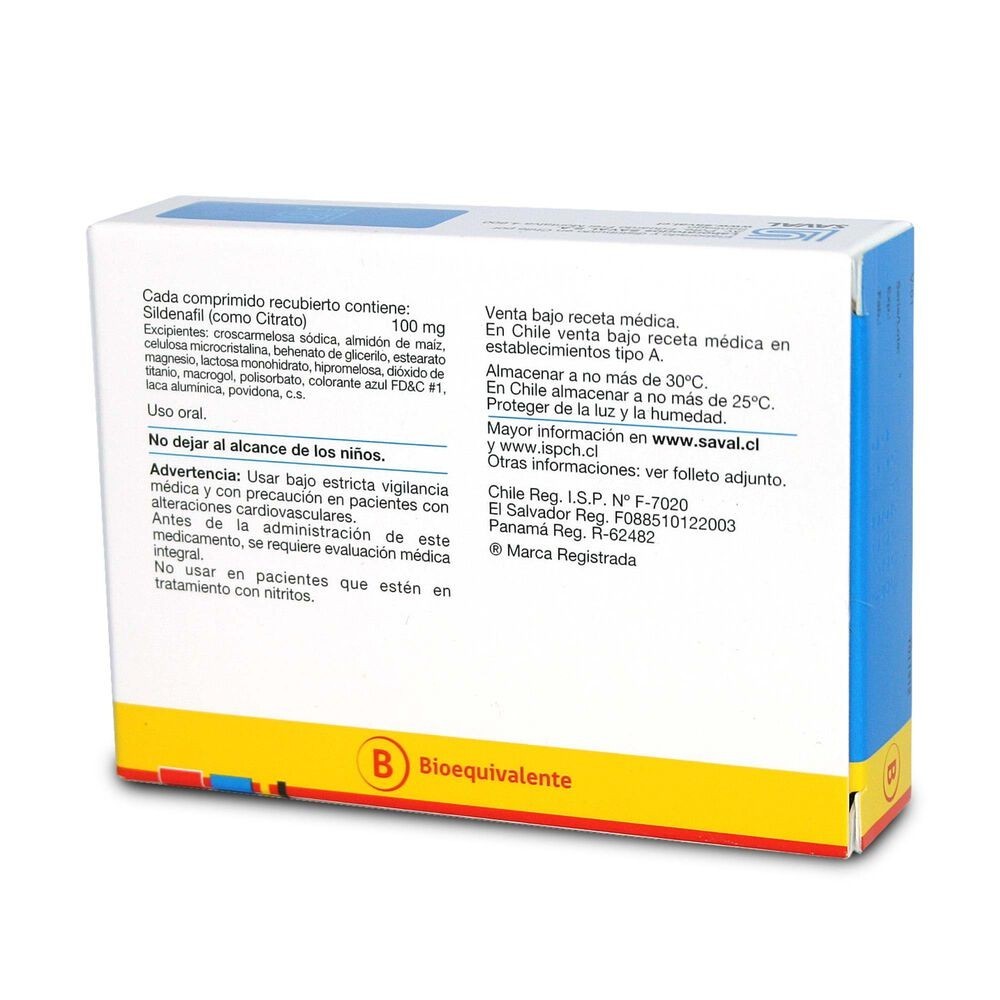 SAVAL
Cada comprimido recubierto contiene:
Sildenafil (como Citrato) 100 mg
Excipientes: croscarmelosa sódica, almidón de maíz,
celulosa microcristalina, behenato de glicerilo, estearato
de magnesio, lactosa monohidrato, hipromelosa, dióxido de
titanio, macrogol, polisorbato, colorante azul FD&C #1,
laca alumínica, povidona, c.s.
Uso oral.
No dejar al alcance de los niños.
Advertencia: Usar bajo estricta vigilancia
médica y con precaución en pacientes con
alteraciones cardiovasculares.
Antes de la administración de este
medicamento, se requiere evaluación médica
integral.
No usar en pacientes que estén en
tratamiento con nitritos.
Venta bajo receta médica.
En Chile venta bajo receta médica en
establecimientos tipo A.
Almacenar a no más de 30ºC.
En Chile almacenar a no más de 25ºC.
Proteger de la luz y la humedad.
Mayor información en www.saval.cl
y www.ispch.cl
Otras informaciones: ver folleto adjunto.
Chile Reg. I.S.P. Nº F-7020
El Salvador Reg. F088510122003
Panamá Reg. R-62482
® Marca Registrada
B Bioequivalente
B